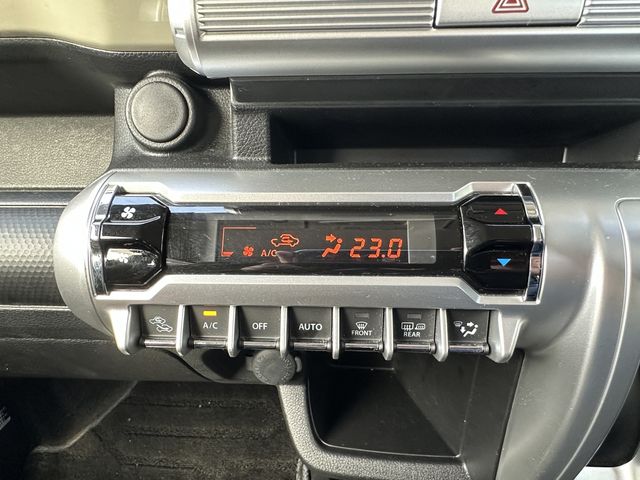 A/C 23.0
A/C OFF AUTO FRONT REAR